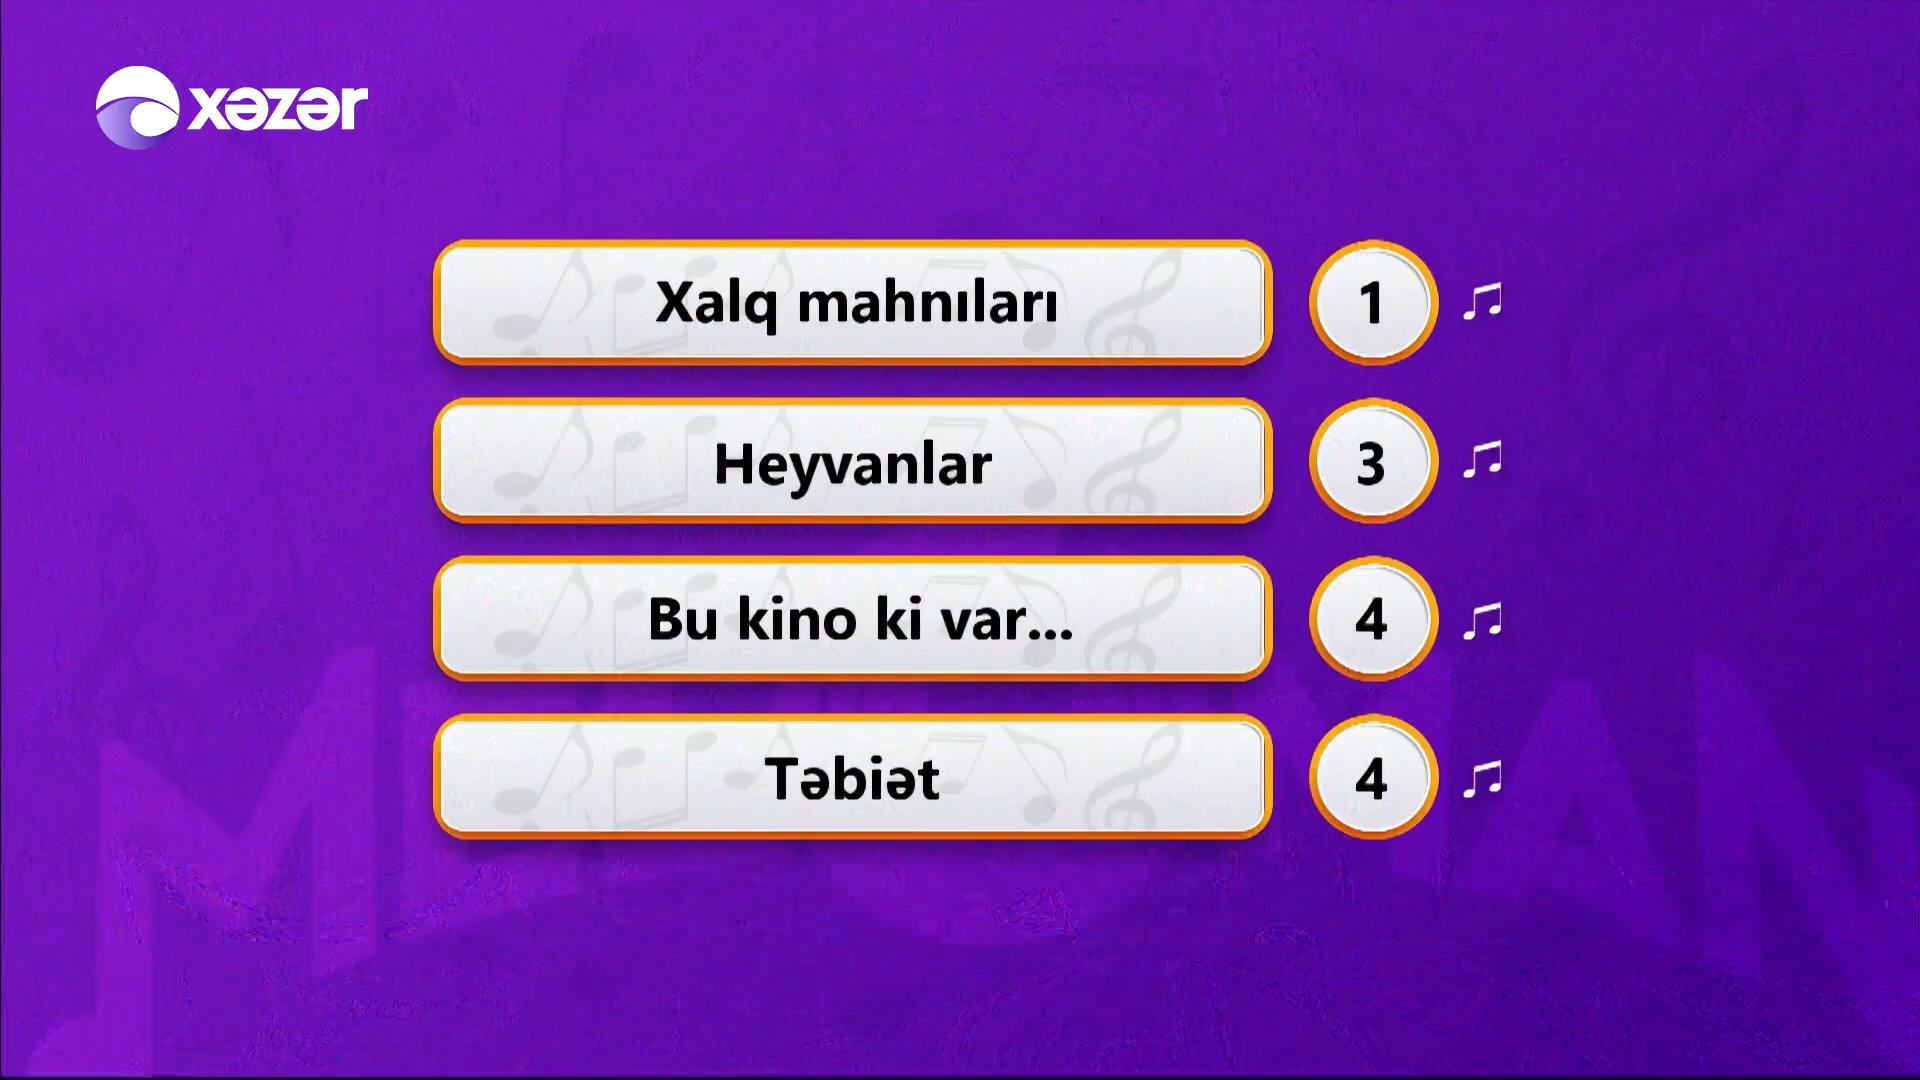 xəzər
Xalq mahnıları 1
Heyvanlar 3
Bu kino ki var... 4
Təbiət 4